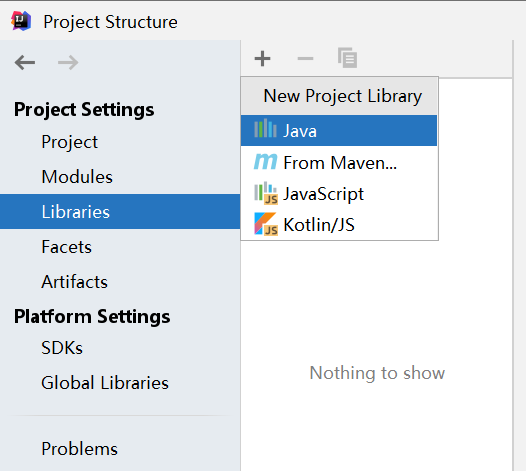 Project Structure
Project Settings
Project
Modules
Libraries
Facets
Artifacts
Platform Settings
SDKs
Global Libraries
Problems
New Project Library
Java
From Maven...
JavaScript
Kotlin/JS
Nothing to show